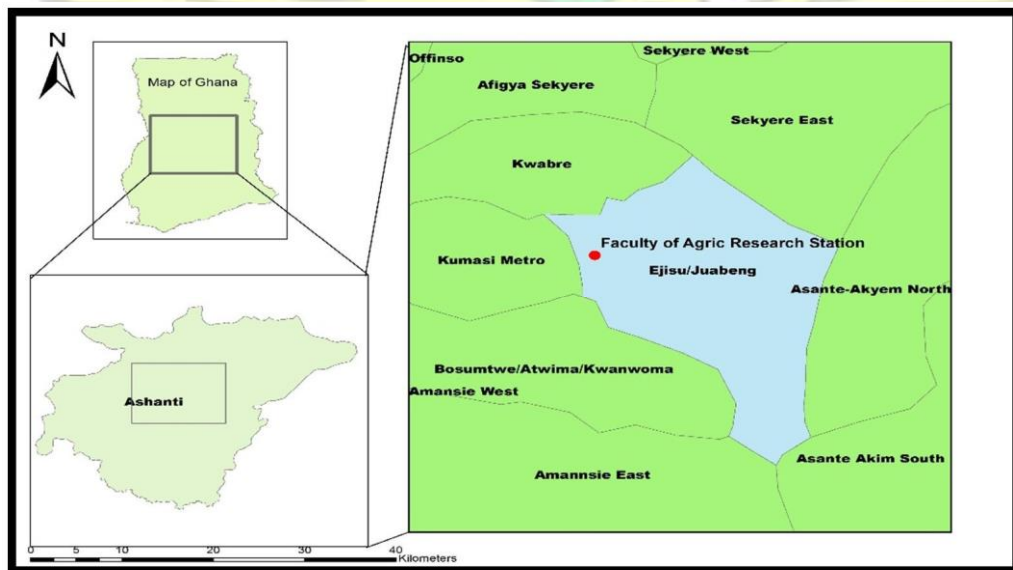 N
Map of Ghana
Ashanti
Offinso
Sekyere West
Afigya Sekyere
Sekyere East
Kwabre
Faculty of Agric Research Station
Kumasi Metro
Ejisu/Juabeng
Asante-Akyem North
Bosumtwe/Atwima/Kwanwoma
Amansie West
Asante Akim South
Amannsie East
0 5 10 20 30 40
Kilometers